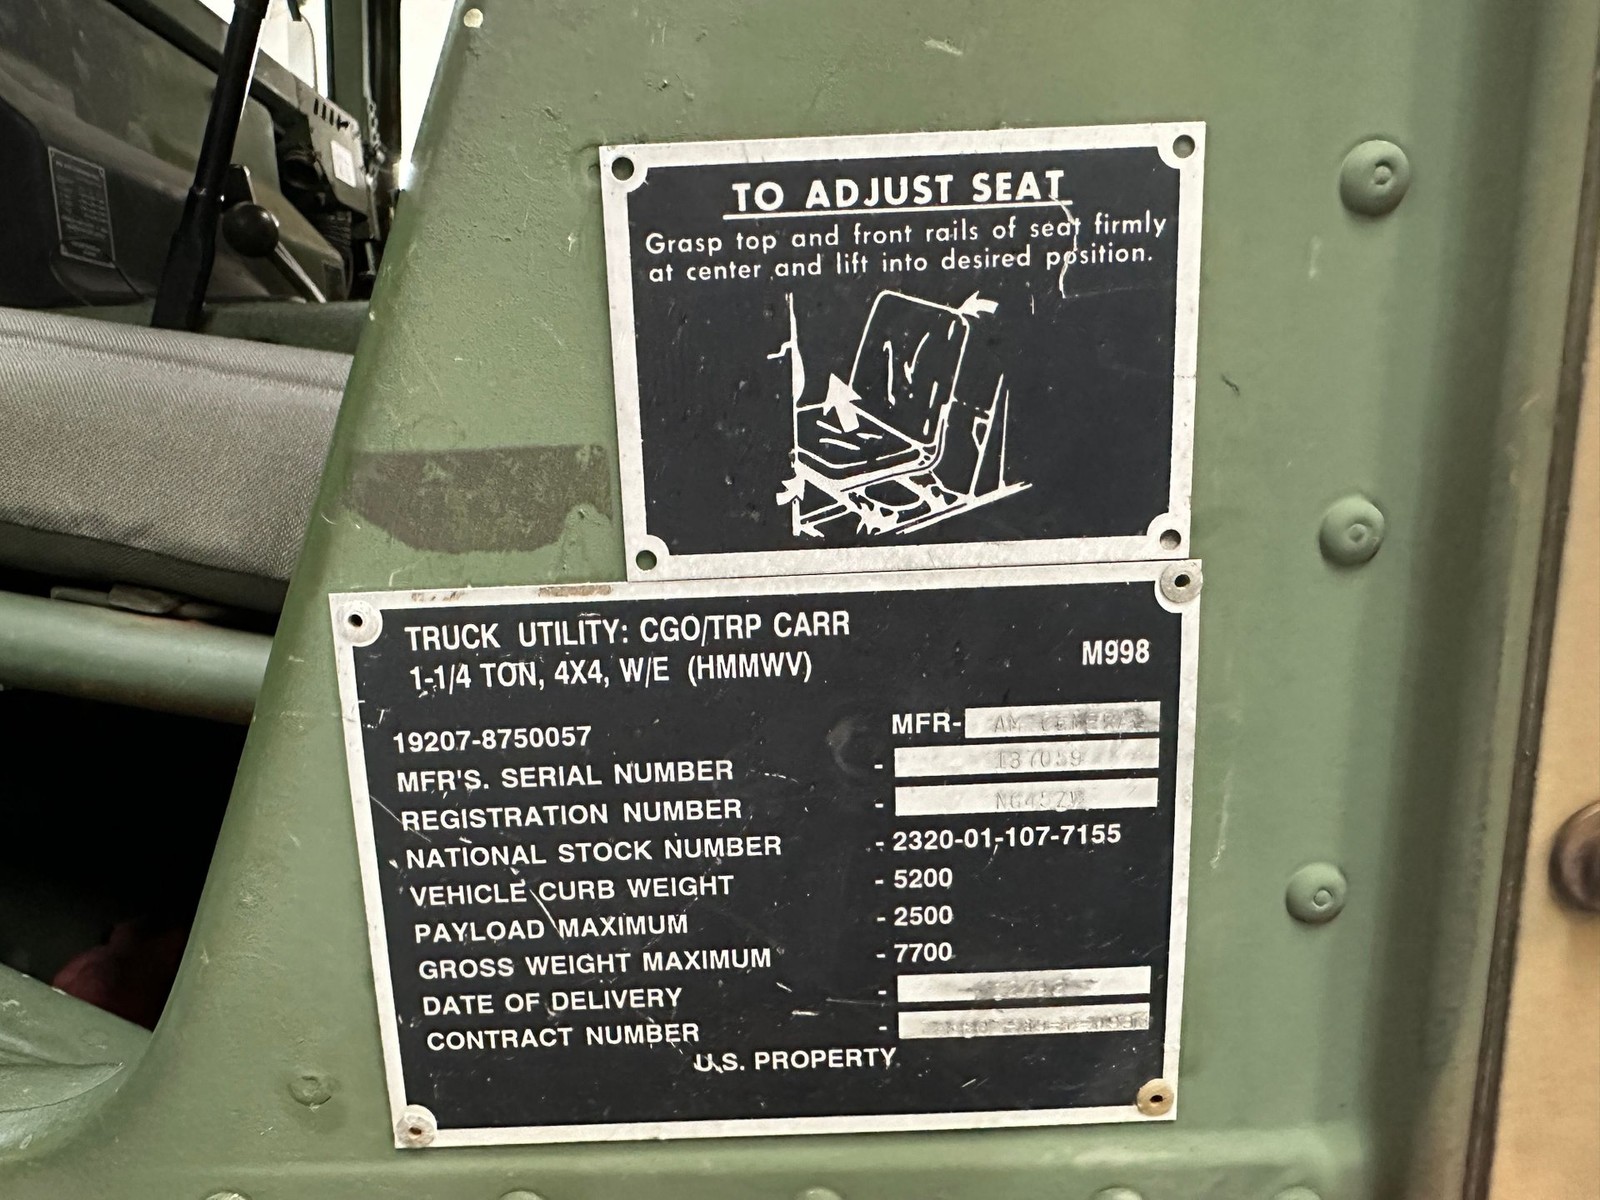 TO ADJUST SEAT
Grasp top and front rails of seat firmly
at center and lift into desired position.
TRUCK UTILITY: CGO/TRP CARR
1-1/4 TON, 4X4, W/E (HMMWV)
M998
19207-8750057
MFR- AM GENERAL
MFR'S. SERIAL NUMBER - 137059
REGISTRATION NUMBER -
NATIONAL STOCK NUMBER - 2320-01-107-7155
VEHICLE CURB WEIGHT - 5200
PAYLOAD MAXIMUM - 2500
GROSS WEIGHT MAXIMUM - 7700
DATE OF DELIVERY -
CONTRACT NUMBER -
U.S. PROPERTY